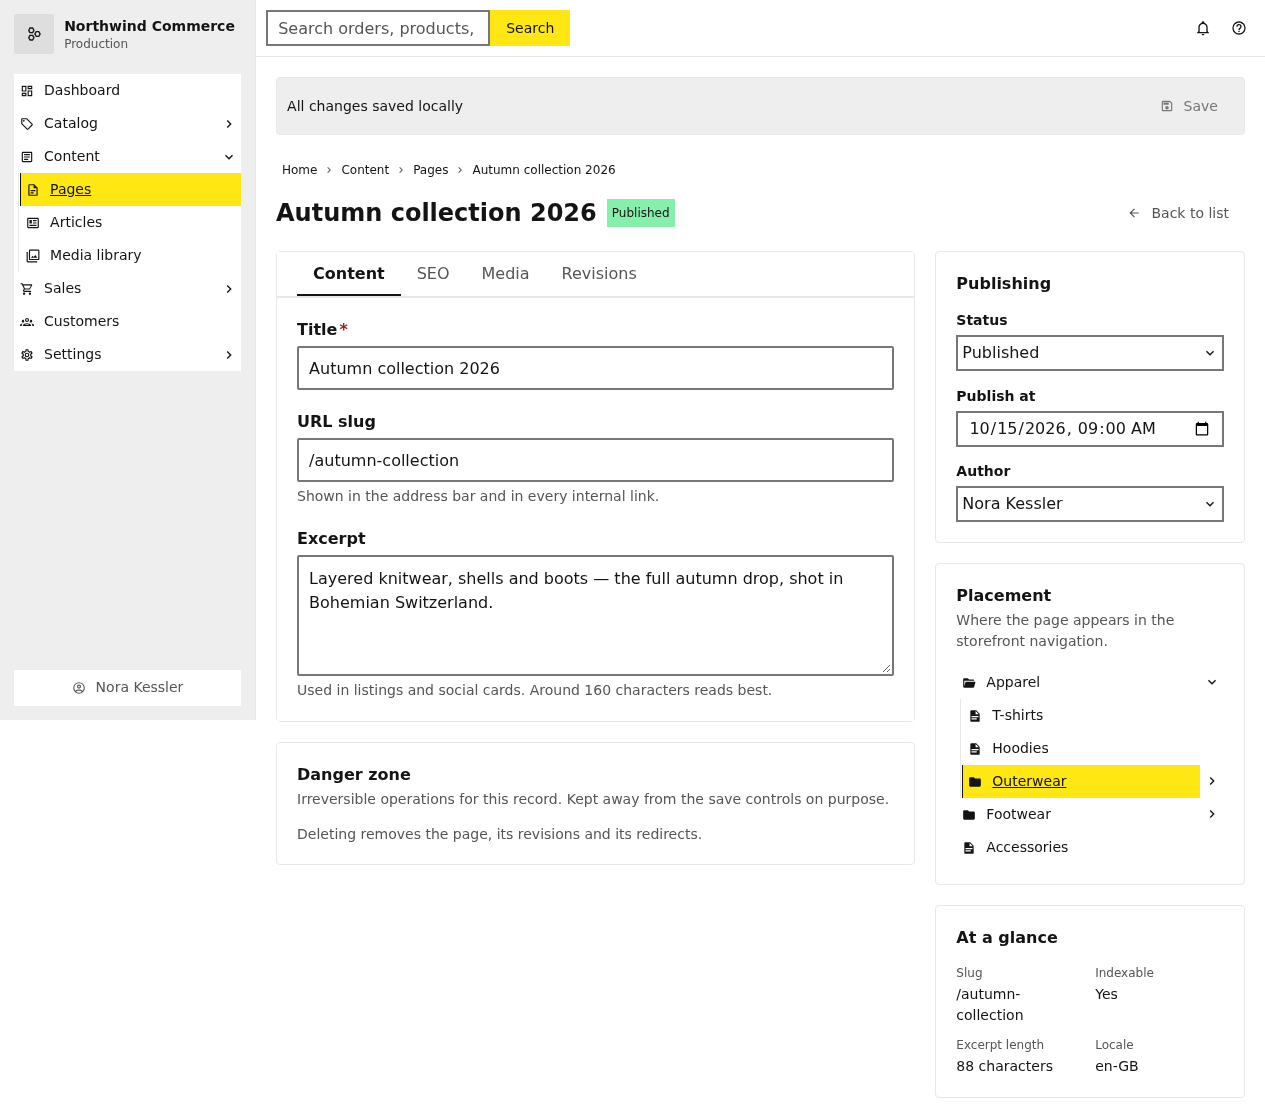 Northwind Commerce
Production
Search orders, products,
Search
Dashboard
Catalog
Content
Pages
Articles
Media library
Sales
Customers
Settings
Nora Kessler
All changes saved locally
Save
Home › Content › Pages › Autumn collection 2026
Autumn collection 2026
Published
Back to list
Content
SEO
Media
Revisions
Title*
Autumn collection 2026
URL slug
/autumn-collection
Shown in the address bar and in every internal link.
Excerpt
Layered knitwear, shells and boots — the full autumn drop, shot in
Bohemian Switzerland.
Used in listings and social cards. Around 160 characters reads best.
Danger zone
Irreversible operations for this record. Kept away from the save controls on purpose.
Deleting removes the page, its revisions and its redirects.
Publishing
Status
Published
Publish at
10/15/2026, 09:00 AM
Author
Nora Kessler
Placement
Where the page appears in the
storefront navigation.
Apparel
T-shirts
Hoodies
Outerwear
Footwear
Accessories
At a glance
Slug
/autumn-
collection
Indexable
Yes
Excerpt length
88 characters
Locale
en-GB